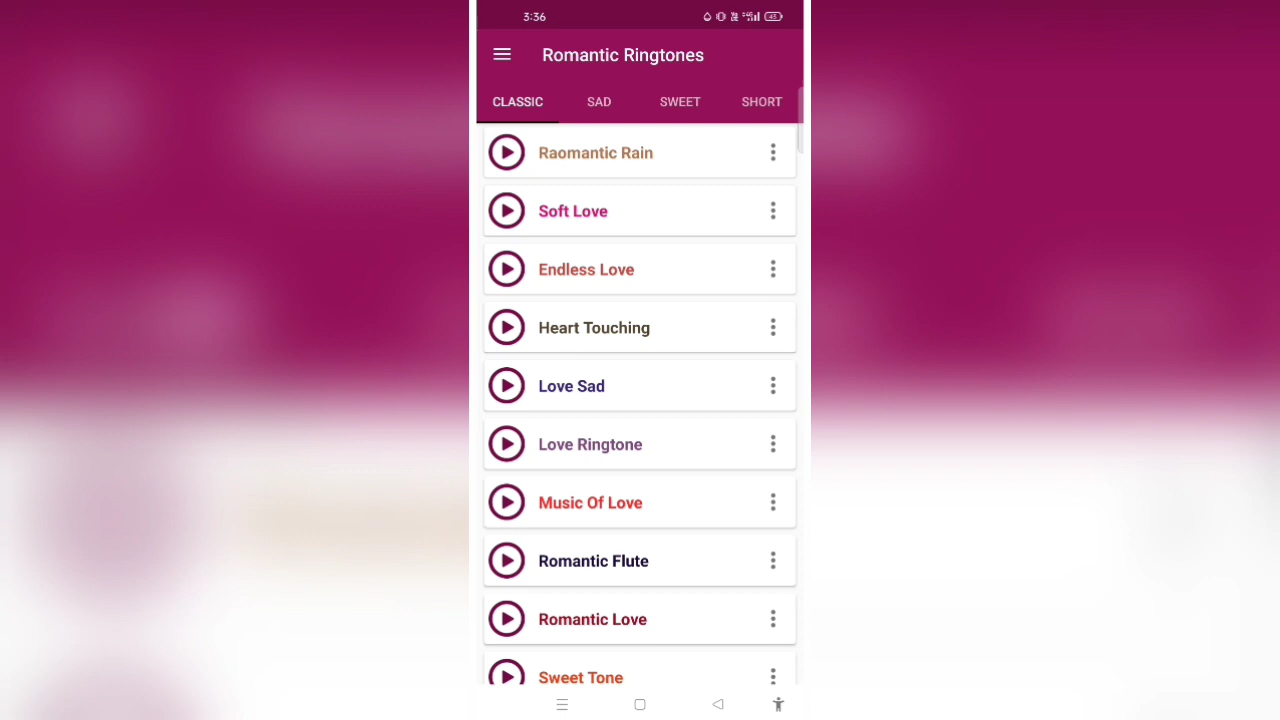 3:36
Romantic Ringtones
CLASSIC SAD SWEET SHORT
Raomantic Rain
Soft Love
Endless Love
Heart Touching
Love Sad
Love Ringtone
Music Of Love
Romantic Flute
Romantic Love
Sweet Tone